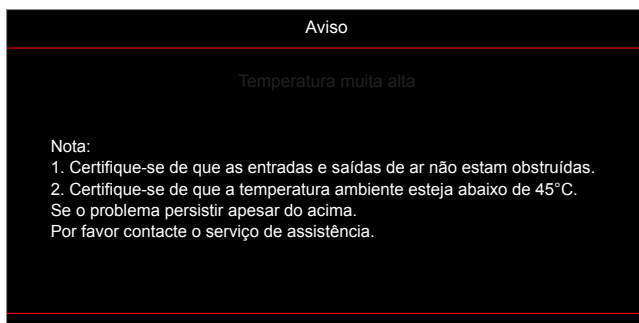 Aviso
Temperatura muita alta
Nota:
1. Certifique-se de que as entradas e saídas de ar não estam obstruídas.
2. Certifique-se de que a temperatura ambiente esteja abaixo de 45°C.
Se o problema persistir apesar do acima.
Por favor contacte o serviço de assistência.